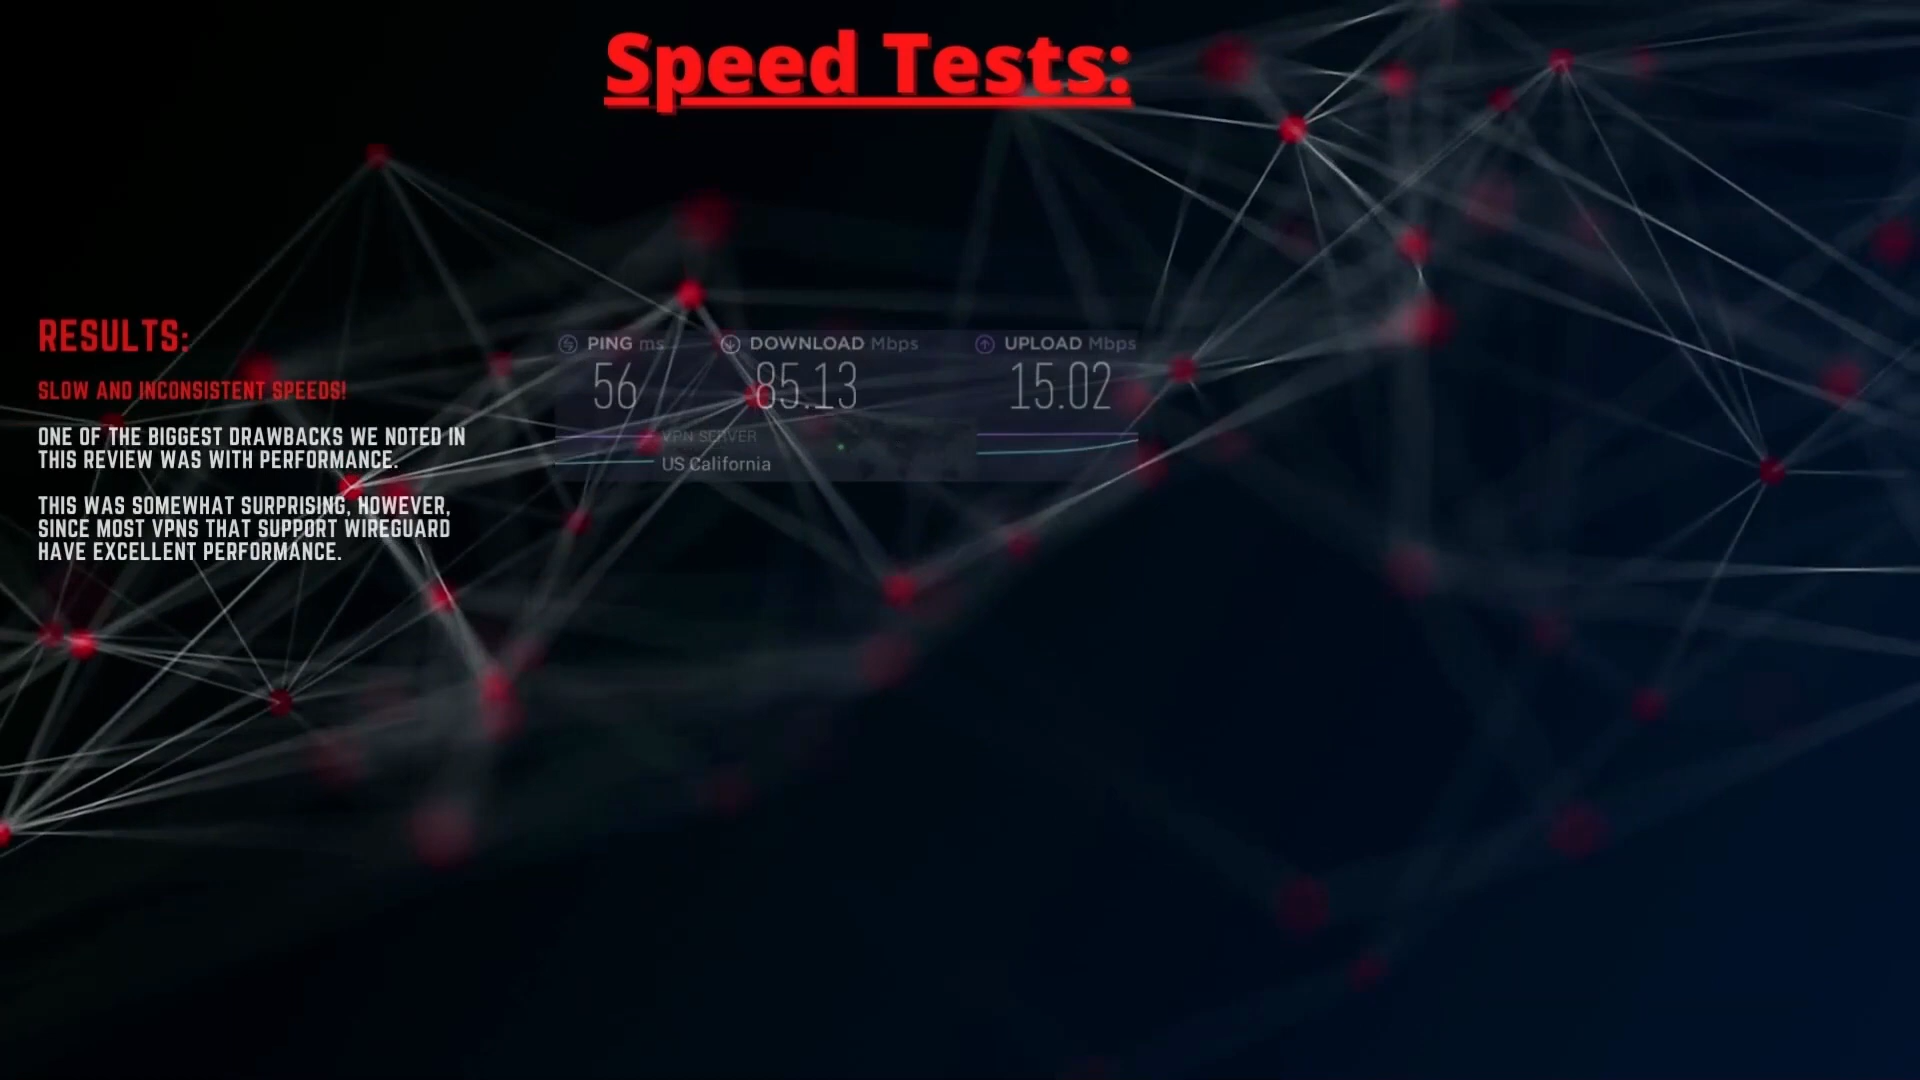 Speed Tests:
RESULTS:
SLOW AND INCONSISTENT SPEEDS!
ONE OF THE BIGGEST DRAWBACKS WE NOTED IN
THIS REVIEW WAS WITH PERFORMANCE.
THIS WAS SOMEWHAT SURPRISING, HOWEVER,
SINCE MOST VPNS THAT SUPPORT WIREGUARD
HAVE EXCELLENT PERFORMANCE.
PING ms DOWNLOAD Mbps UPLOAD Mbps
56 85.13 15.02
VPN SERVER
US California